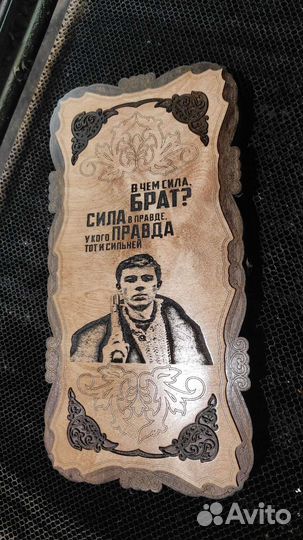 В ЧЕМ СИЛА,
БРАТ?
СИЛА В ПРАВДЕ,
У КОГО ПРАВДА
ТОТ И СИЛЬНЕЙ
Avito